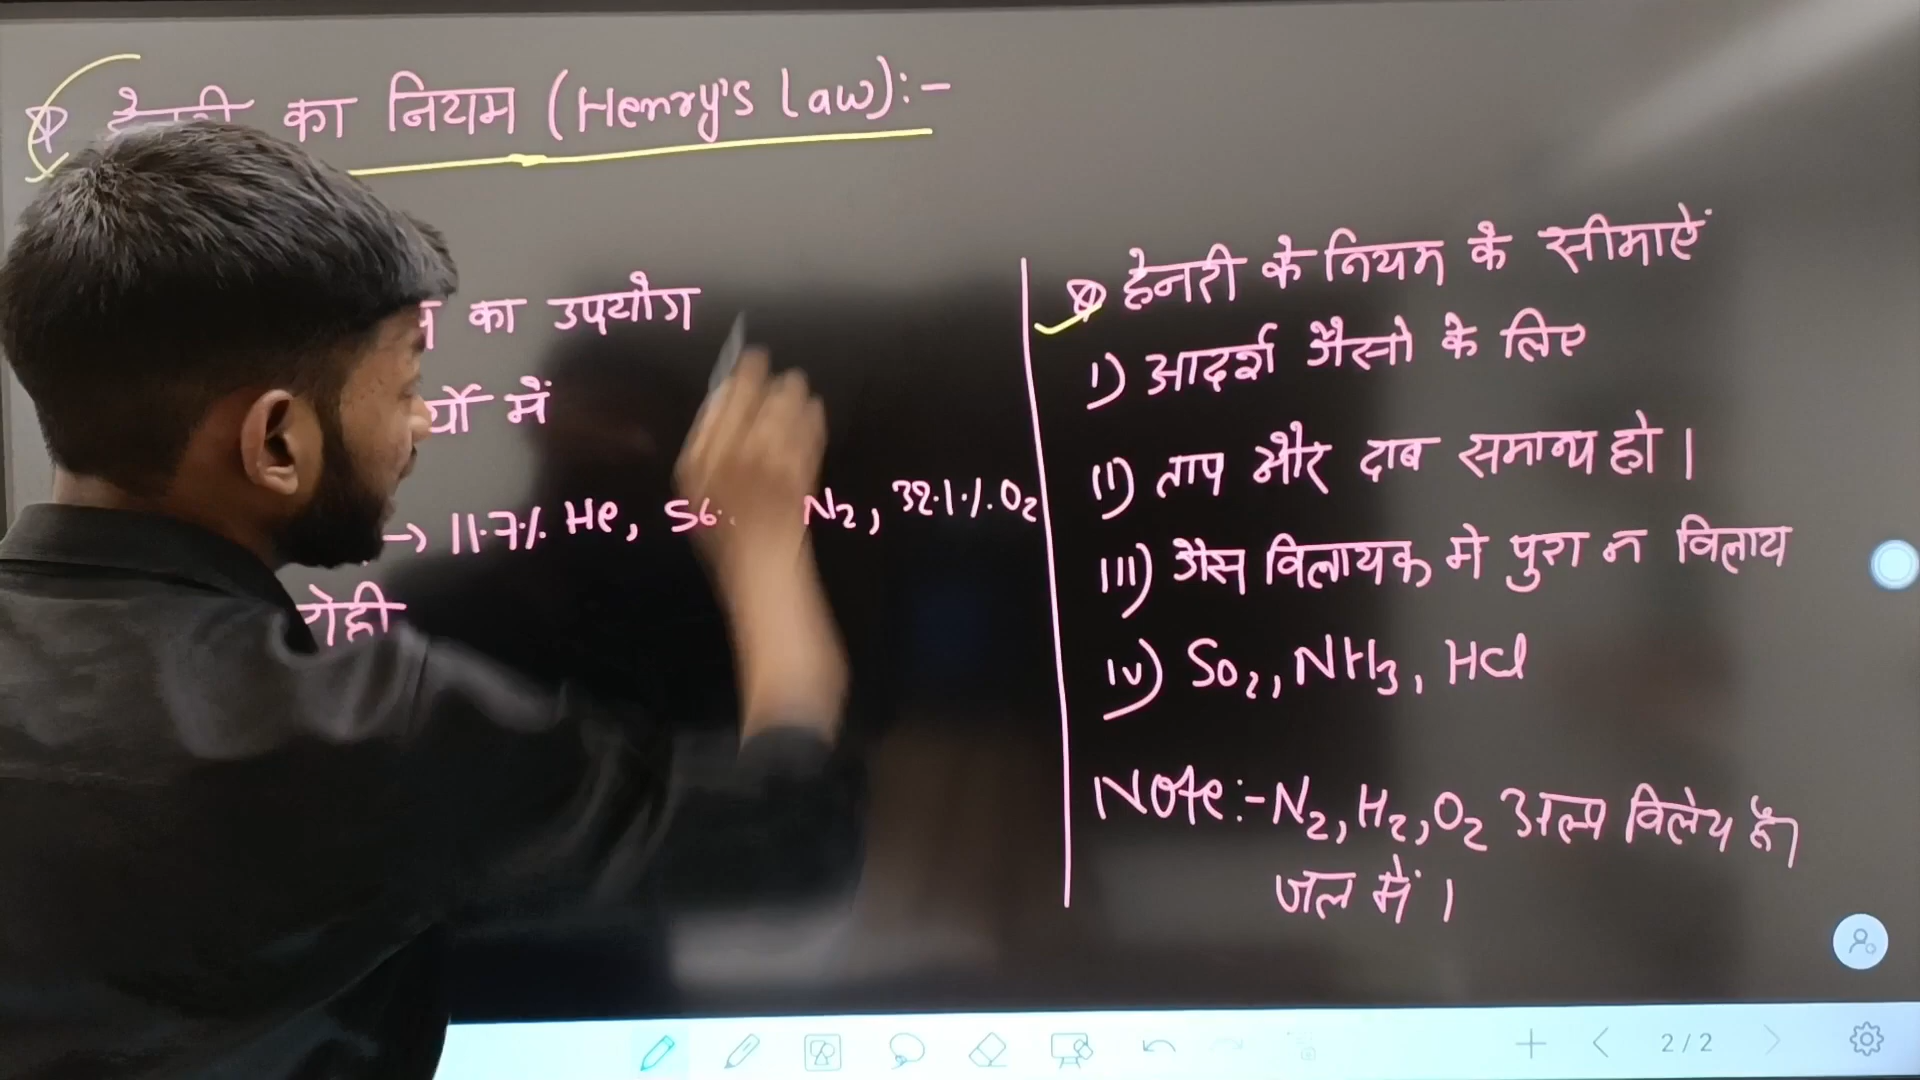 का नियम (Henry's Law):-
का उपयोग
में
→ 11.7% He, 56. N₂, 32.1% O₂
रोही
हेनरी के नियम के सीमाऐं
i) आदर्श गैसो के लिए
ii) ताप और दाब समान्य हो।
iii) गैस विलायक मे पुरा न विलाय
iv) So₂, NH₃, HCl
Note:- N₂, H₂, O₂ अल्प विलेय है।
जल में ।
2/2